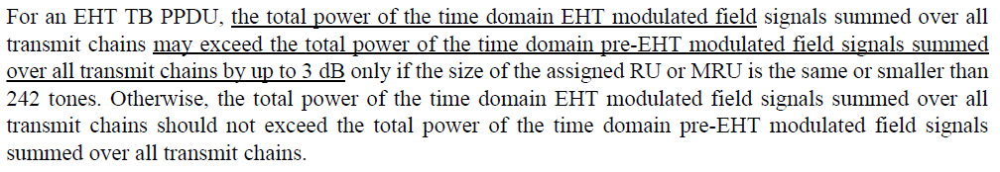 For an EHT TB PPDU, the total power of the time domain EHT modulated field signals summed over all
transmit chains may exceed the total power of the time domain pre-EHT modulated field signals summed
over all transmit chains by up to 3 dB only if the size of the assigned RU or MRU is the same or smaller than
242 tones. Otherwise, the total power of the time domain EHT modulated field signals summed over all
transmit chains should not exceed the total power of the time domain pre-EHT modulated field signals
summed over all transmit chains.